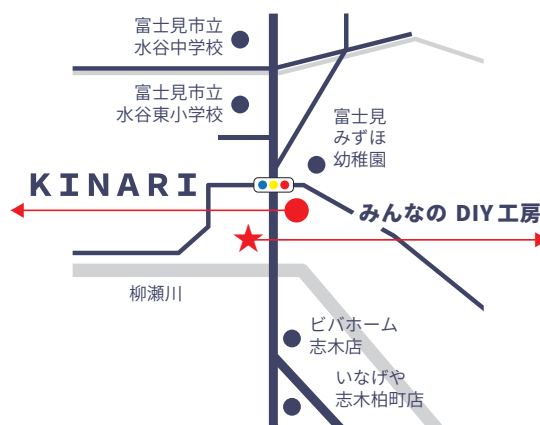 富士見市立
水谷中学校
富士見市立
水谷東小学校
富士見
みずほ
幼稚園
KINARI
みんなの DIY工房
柳瀬川
ビバホーム
志木店
いなげや
志木柏町店